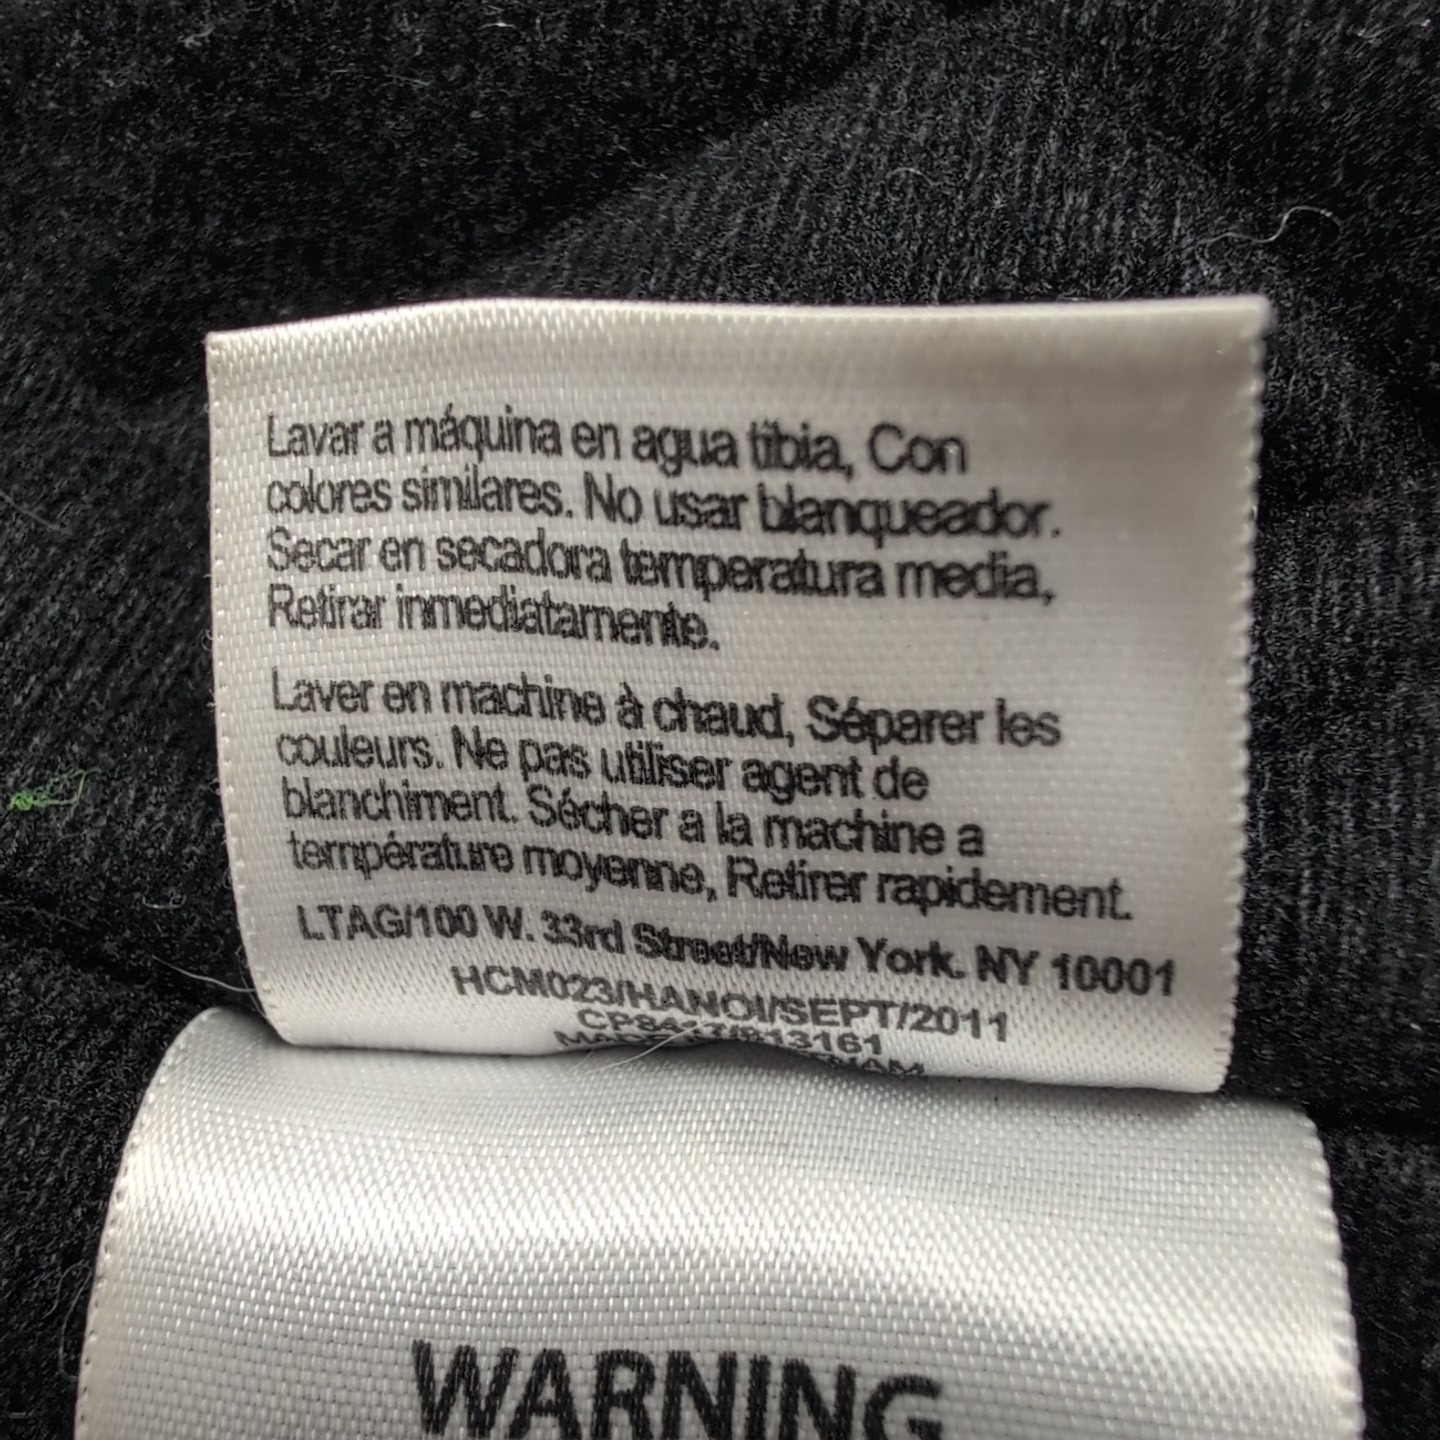 Lavar a máquina en agua tibia, Con
colores similares. No usar blanqueador.
Secar en secadora temperatura media,
Retirar inmediatamente.
Laver en machine à chaud, Séparer les
couleurs. Ne pas utiliser agent de
blanchiment. Sécher a la machine a
température moyenne, Retirer rapidement.
LTAG/100 W. 33rd Street/New York. NY 10001
HCM023/HANOI/SEPT/2011
WARNING